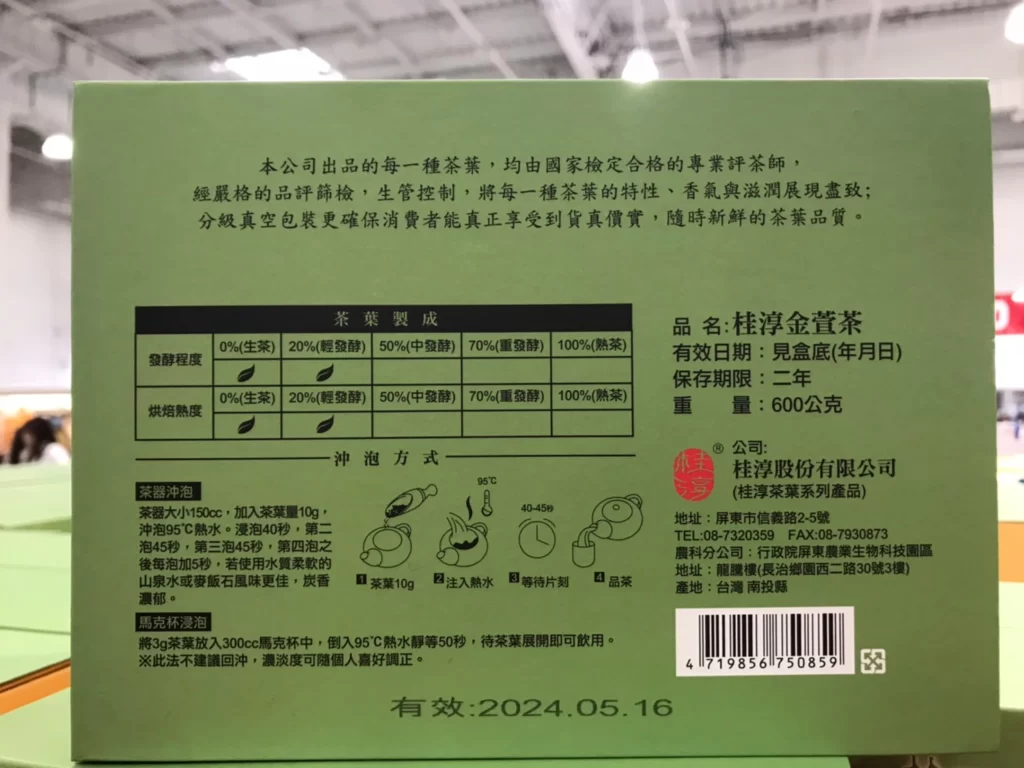 本公司出品的每一種茶葉，均由國家檢定合格的專業評茶師，
經嚴格的品評篩檢，生管控制，將每一種茶葉的特性、香氣與滋潤展現盡致;
分級真空包裝更確保消費者能真正享受到貨真價實，隨時新鮮的茶葉品質。
茶葉製成
發酵程度 0%(生茶) 20%(輕發酵) 50%(中發酵) 70%(重發酵) 100%(熟茶)
烘焙熟度 0%(生茶) 20%(輕發酵) 50%(中發酵) 70%(重發酵) 100%(熟茶)
沖泡方式
茶器沖泡
茶器大小150cc，加入茶葉量10g，
沖泡95℃熱水。浸泡40秒，第二
泡45秒，第三泡45秒，第四泡之
後每泡加5秒，若使用水質柔軟的
山泉水或麥飯石風味更佳，炭香
濃郁。
95℃
40-45秒
1 茶葉10g
2 注入熱水
3 等待片刻
4 品茶
馬克杯浸泡
將3g茶葉放入300cc馬克杯中，倒入95℃熱水靜等50秒，待茶葉展開即可飲用。
※此法不建議回沖，濃淡度可隨個人喜好調正。
品 名:桂淳金萱茶
有效日期：見盒底(年月日)
保存期限：二年
重 量：600公克
桂淳
®
公司:
桂淳股份有限公司
(桂淳茶葉系列產品)
地址：屏東市信義路2-5號
TEL:08-7320359 FAX:08-7930873
農科分公司：行政院屏東農業生物科技園區
地址：龍騰樓(長治鄉園西二路30號3樓)
產地：台灣 南投縣
4 719856 750859
有效:2024.05.16